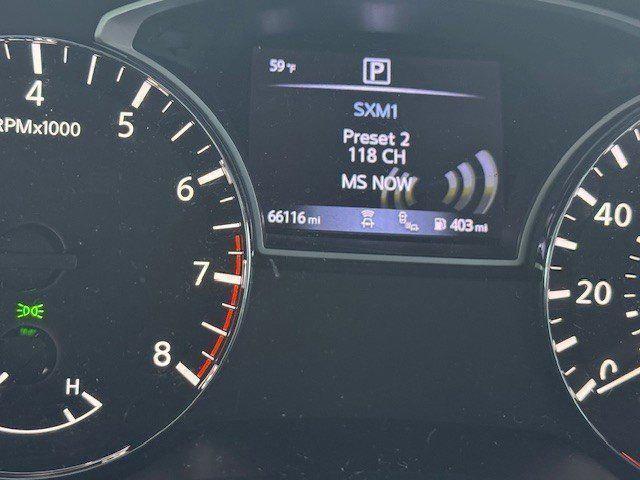 4
5
RPMx1000
6
7
8
H
59 °F
P
SXM1
Preset 2
118 CH
MS NOW
66116 mi 403 mi
40
20
0